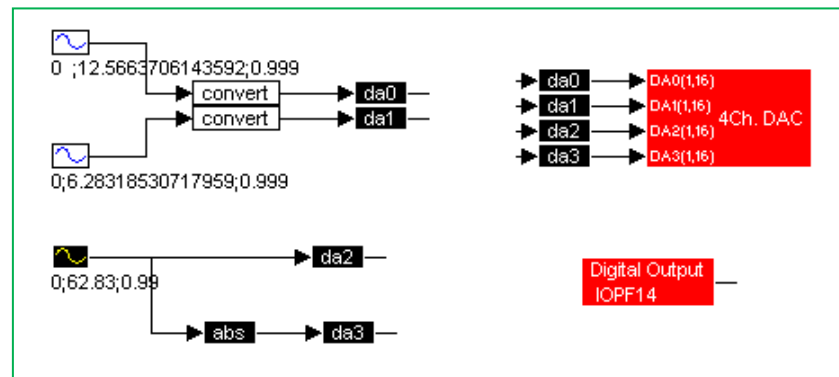 0 ;12.5663706143592;0.999
convert
convert
da0
da1
0;6.28318530717959;0.999
da0
da1
da2
da3
DA0(1,16)
DA1(1,16)
DA2(1,16)
DA3(1,16)
4Ch. DAC
da2
0;62.83;0.99
abs
da3
Digital Output
IOPF14